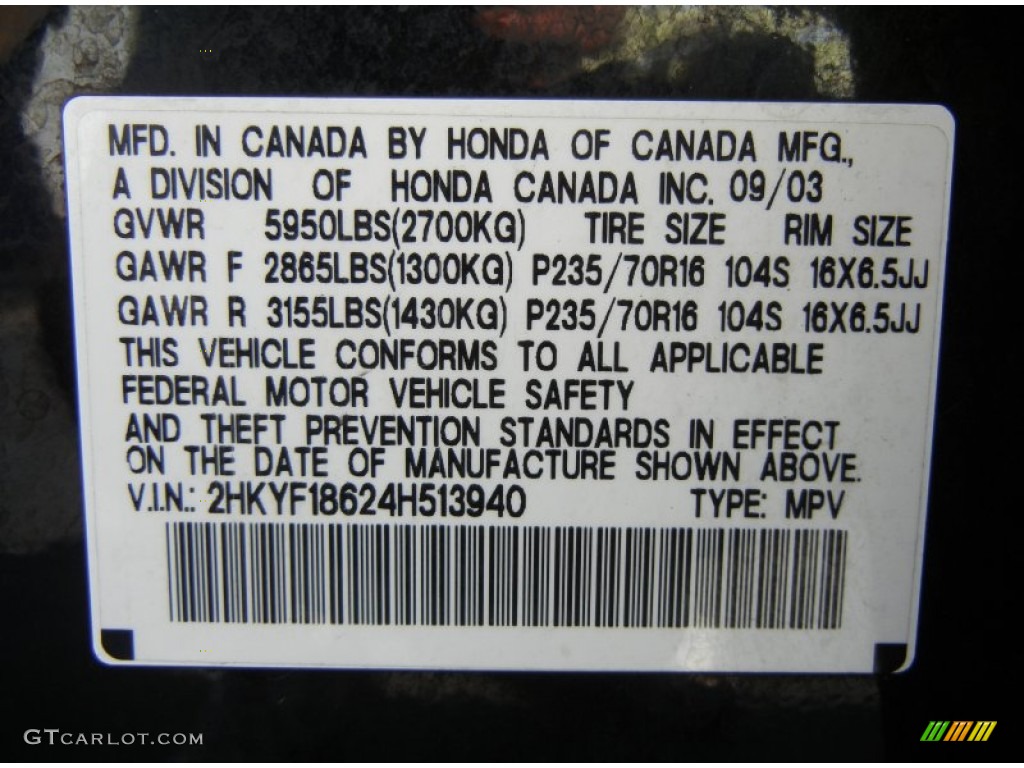 MFD. IN CANADA BY HONDA OF CANADA MFG.,
A DIVISION OF HONDA CANADA INC. 09/03
GVWR 5950LBS(2700KG) TIRE SIZE RIM SIZE
GAWR F 2865LBS(1300KG) P235/70R16 104S 16X6.5JJ
GAWR R 3155LBS(1430KG) P235/70R16 104S 16X6.5JJ
THIS VEHICLE CONFORMS TO ALL APPLICABLE
FEDERAL MOTOR VEHICLE SAFETY
AND THEFT PREVENTION STANDARDS IN EFFECT
ON THE DATE OF MANUFACTURE SHOWN ABOVE.
V.I.N.: 2HKYF18624H513940 TYPE: MPV
GTCARLOT.COM